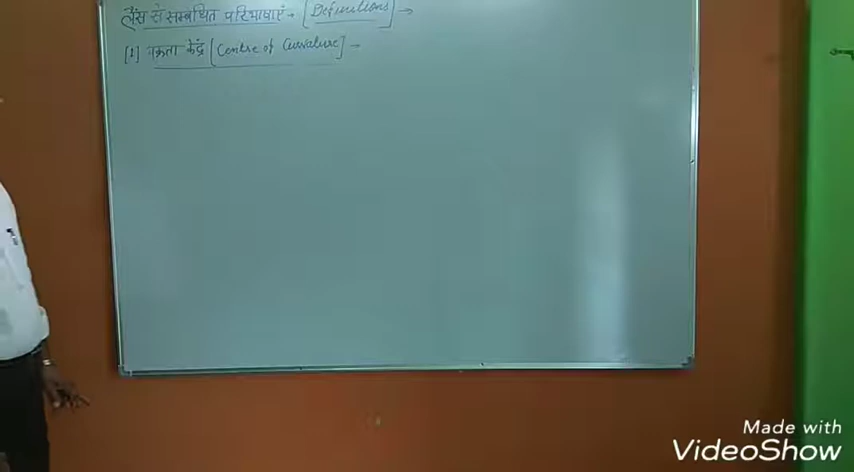 लैंस से सम्बंधित परिभाषाएं - [Definitions] →
[1] वक्रता केंद्र [Centre of Curvature] -
Made with
VideoShow